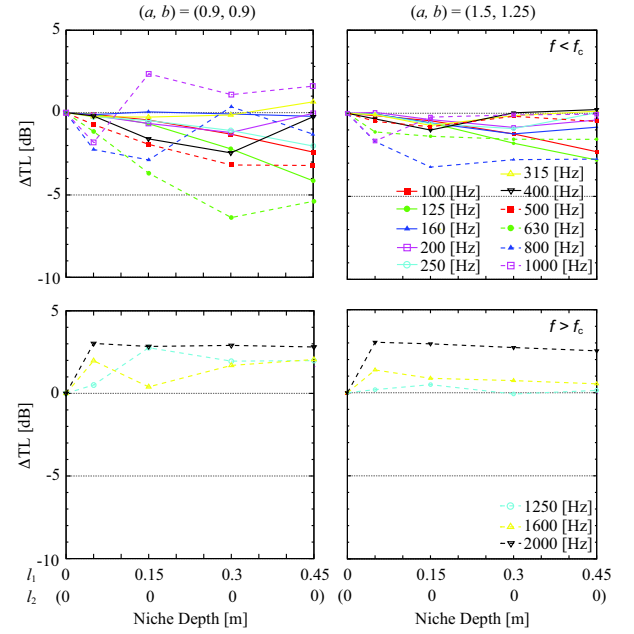 (a, b) = (0.9, 0.9)
(a, b) = (1.5, 1.25)
5
0
-5
-10
ΔTL [dB]
f < fc
315 [Hz]
100 [Hz]
400 [Hz]
125 [Hz]
500 [Hz]
160 [Hz]
630 [Hz]
200 [Hz]
800 [Hz]
250 [Hz]
1000 [Hz]
5
0
-5
-10
ΔTL [dB]
f > fc
1250 [Hz]
1600 [Hz]
2000 [Hz]
l1 0 0.15 0.3 0.45 0 0.15 0.3 0.45
l2 (0 0 0 0) (0 0 0 0)
Niche Depth [m]
Niche Depth [m]